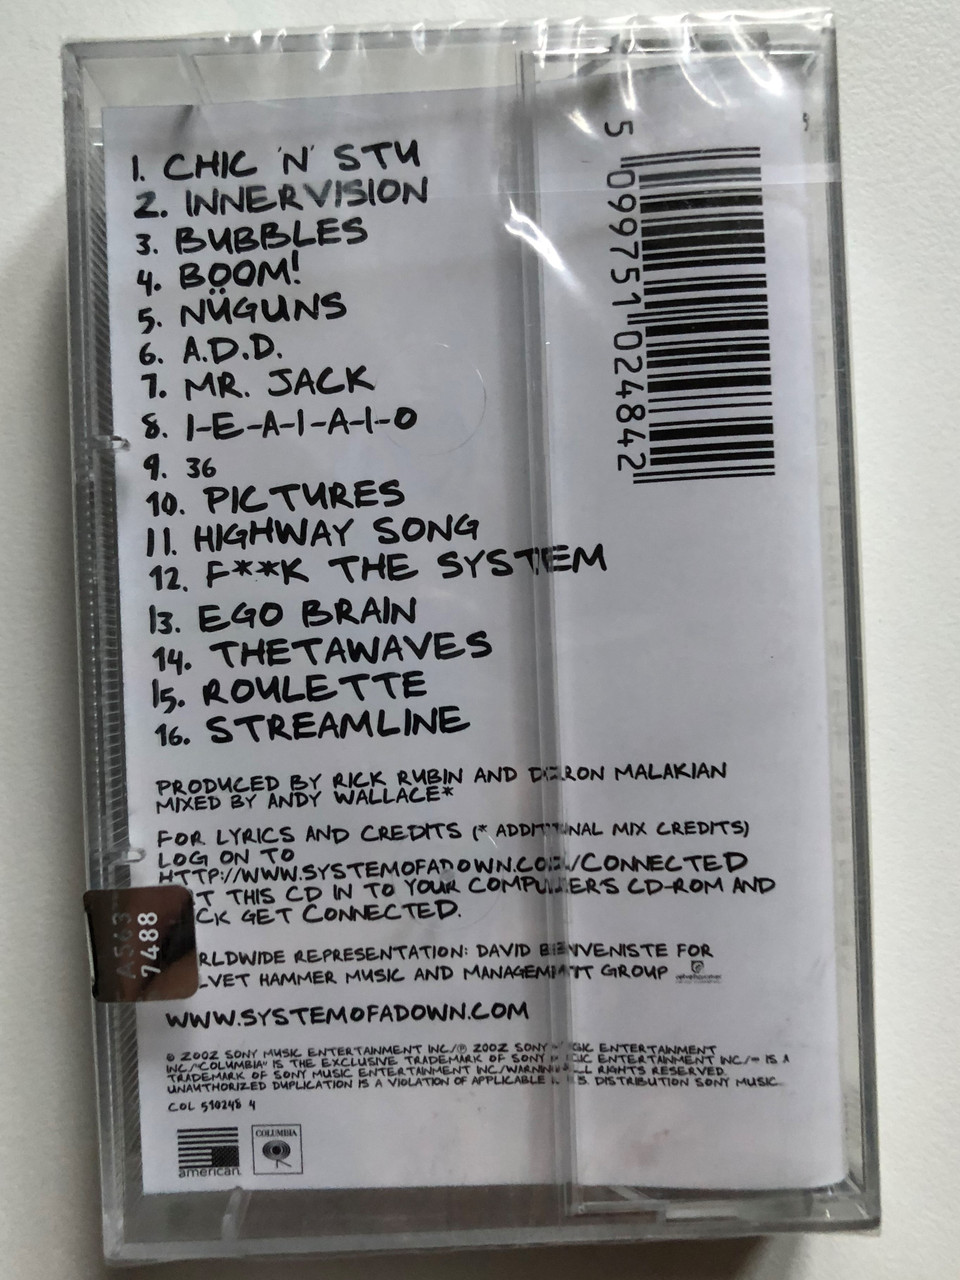 1. CHIC 'N' STU
2. INNERVISION
3. BUBBLES
4. BÖOM!
5. NÜGUNS
6. A.D.D.
7. MR. JACK
8. I-E-A-I-A-I-O
9. 36
10. PICTURES
11. HIGHWAY SONG
12. F**K THE SYSTEM
13. EGO BRAIN
14. THETAWAVES
15. ROULETTE
16. STREAMLINE
PRODUCED BY RICK RUBIN AND DARON MALAKIAN
MIXED BY ANDY WALLACE*
FOR LYRICS AND CREDITS (* ADDITIONAL MIX CREDITS)
LOG ON TO
HTTP://WWW.SYSTEMOFADOWN.COM/CONNECTED
T THIS CD IN TO YOUR COMPUTERS CD-ROM AND
CK GET CONNECTED.
RLDWIDE REPRESENTATION: DAVID BENVENISTE FOR
LVET HAMMER MUSIC AND MANAGEMENT GROUP
WWW.SYSTEMOFADOWN.COM
© 2002 SONY MUSIC ENTERTAINMENT INC/℗ 2002 SONY MUSIC ENTERTAINMENT
INC/"COLUMBIA" IS THE EXCLUSIVE TRADEMARK OF SONY MUSIC ENTERTAINMENT INC/ IS A
TRADEMARK OF SONY MUSIC ENTERTAINMENT INC/WARNING: ALL RIGHTS RESERVED.
UNAUTHORIZED DUPLICATION IS A VIOLATION OF APPLICABLE LAWS. DISTRIBUTION SONY MUSIC
COL 510248 4
american
COLUMBIA
5 099751 024842
A563
7488